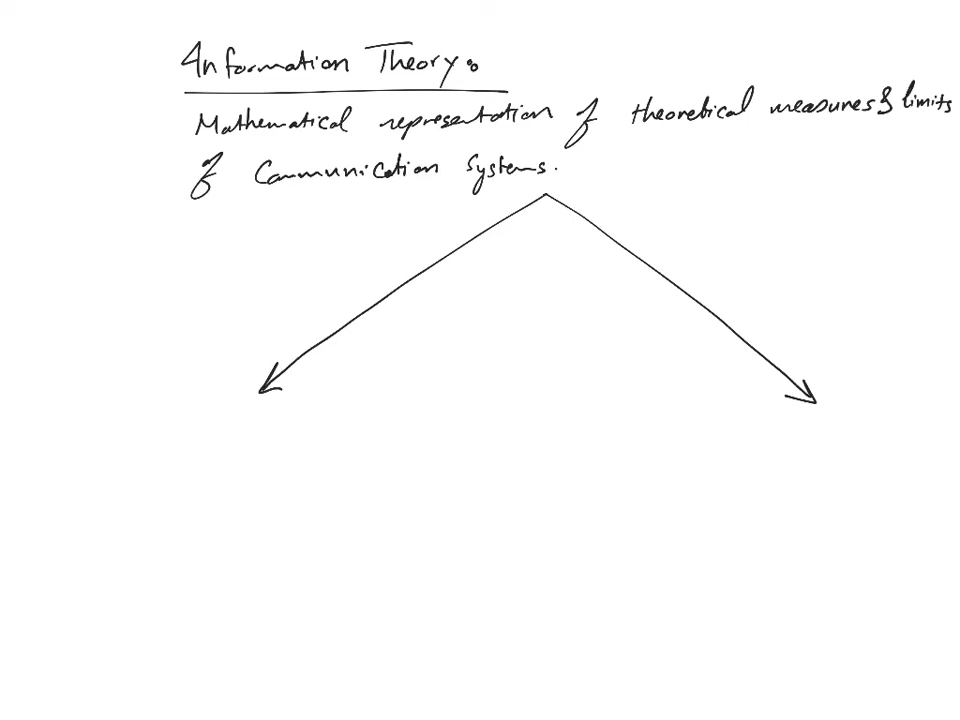 Information Theory:
Mathematical representation of theoretical measures & limits
of Communication Systems.